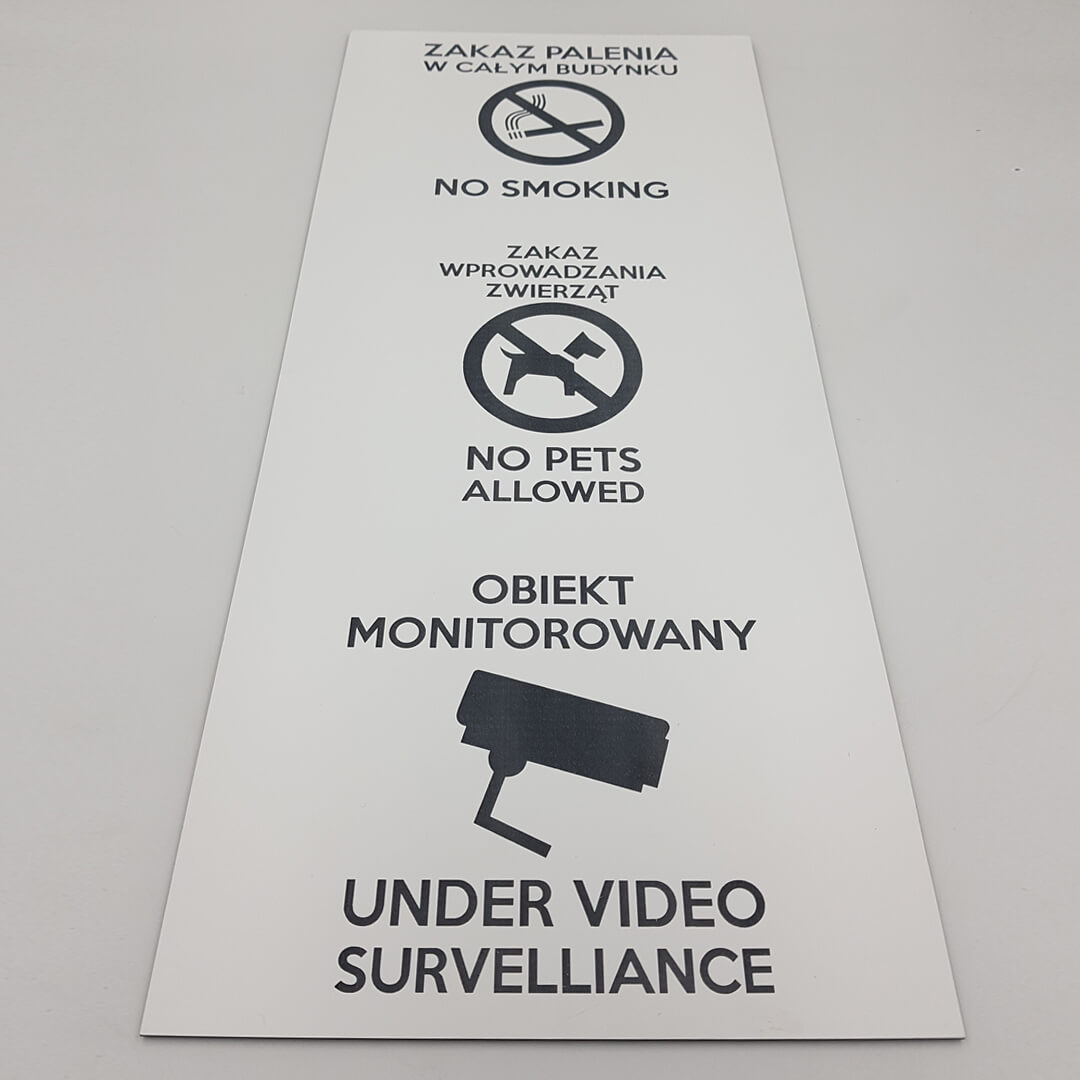 ZAKAZ PALENIA
W CAŁYM BUDYNKU
NO SMOKING
ZAKAZ
WPROWADZANIA
ZWIERZĄT
NO PETS
ALLOWED
OBIEKT
MONITOROWANY
UNDER VIDEO
SURVELLIANCE